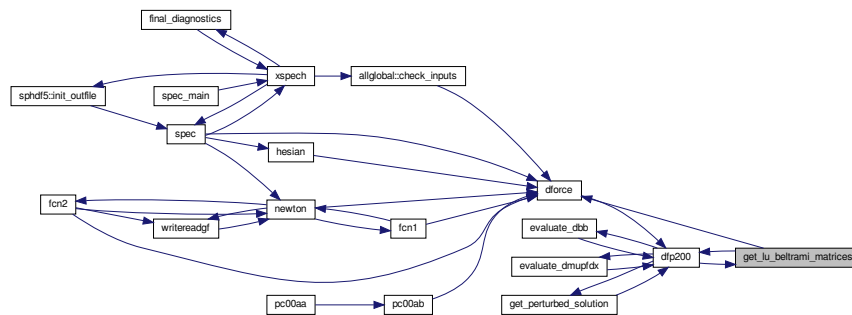 final_diagnostics
xspech
allglobal::check_inputs
sphdf5::init_outfile
spec_main
spec
hesian
dforce
fcn2
newton
writereadgf
fcn1
evaluate_dbb
dfp200
get_lu_beltrami_matrices
evaluate_dmupfdx
pc00aa
pc00ab
get_perturbed_solution